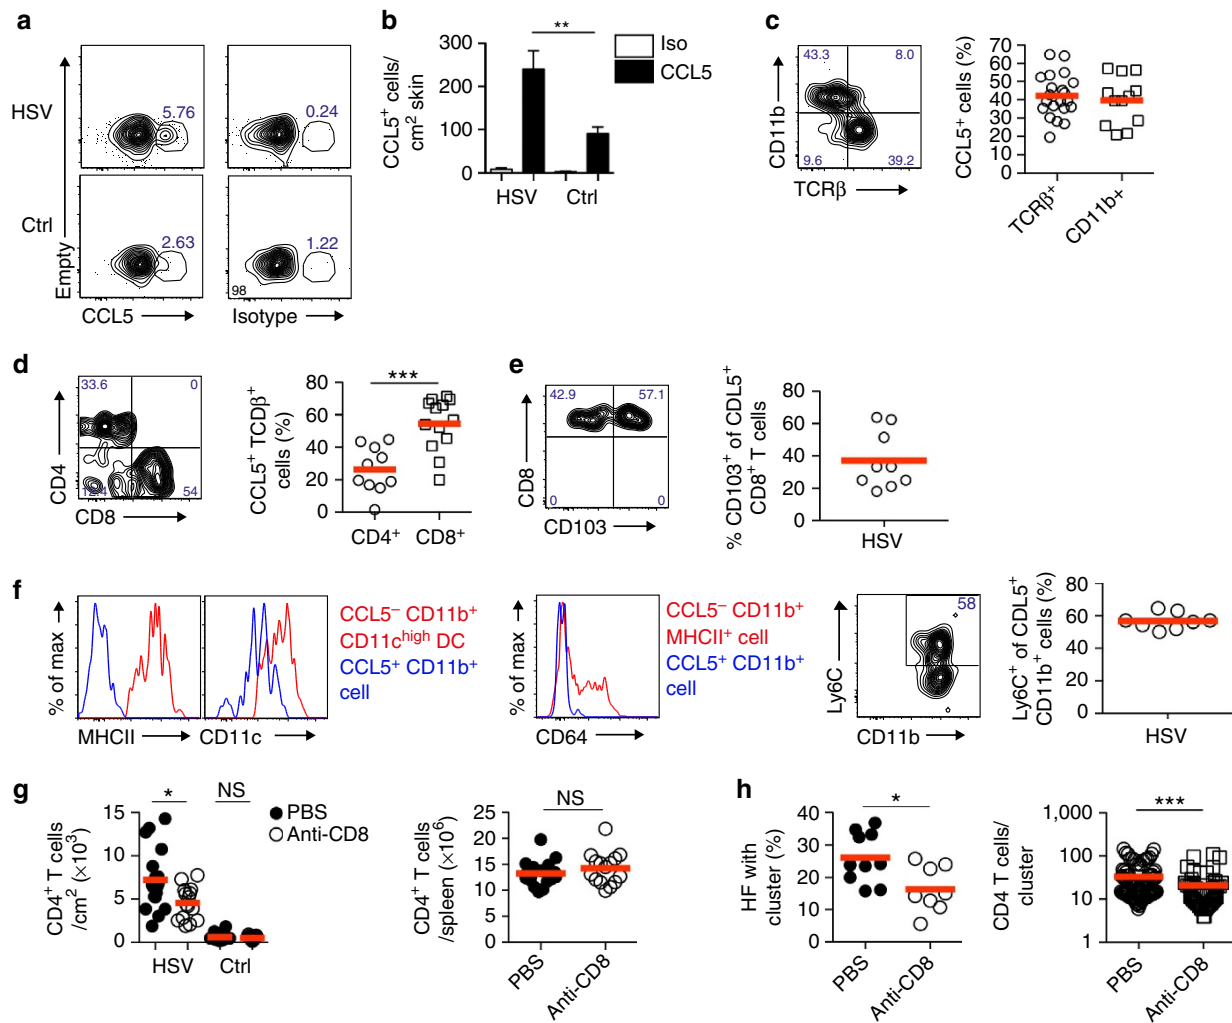 a
HSV
5.76
0.24
Ctrl
2.63
1.22
98
Empty
CCL5
Isotype
b
CCL5⁺ cells/
cm² skin
300
200
100
0
**
Iso
CCL5
HSV
Ctrl
c
43.3
8.0
9.6
39.2
CD11b
TCRβ
CCL5⁺ cells (%)
70
60
50
40
30
20
10
0
TCRβ⁺
CD11b+
d
33.6
0
12.4
54
CD4
CD8
CCL5⁺ TCDβ⁺
cells (%)
80
60
40
20
0
***
CD4⁺
CD8⁺
e
42.9
57.1
0
0
CD8
CD103
% CD103⁺ of CDL5⁺
CD8⁺ T cells
80
60
40
20
0
HSV
f
% of max
MHCII
CD11c
CCL5⁻ CD11b⁺
CD11cʰⁱᵍʰ DC
CCL5⁺ CD11b⁺
cell
% of max
CD64
CCL5⁻ CD11b⁺
MHCII⁺ cell
CCL5⁺ CD11b⁺
cell
58
Ly6C
CD11b
Ly6C⁺ of CDL5⁺
CD11b⁺ cells (%)
80
60
40
20
0
HSV
g
CD4⁺ T cells
/cm² (×10³)
15
10
5
0
*
NS
PBS
Anti-CD8
HSV
Ctrl
CD4⁺ T cells
/spleen (×10⁶)
25
20
15
10
5
0
NS
PBS
Anti-CD8
h
HF with
cluster (%)
40
30
20
10
0
*
PBS
Anti-CD8
CD4 T cells/
cluster
1,000
100
10
1
***
PBS
Anti-CD8